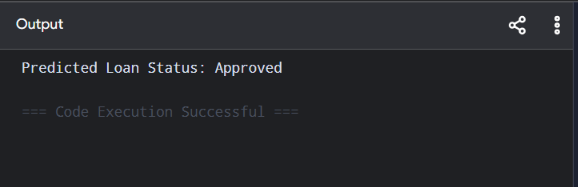 Output
Predicted Loan Status: Approved
=== Code Execution Successful ===